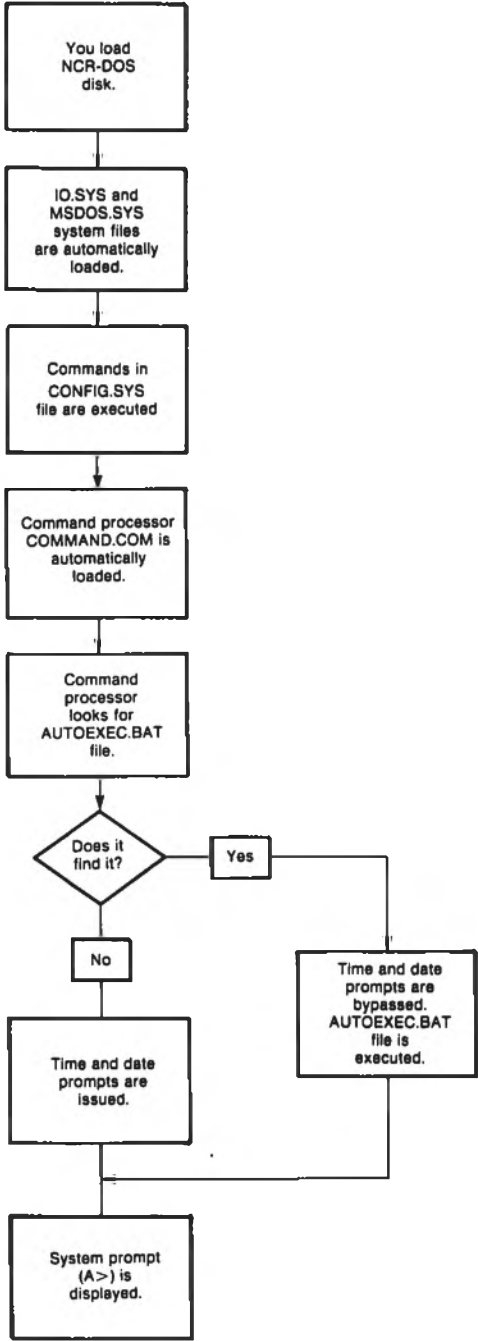 You load
NCR-DOS
disk.
IO.SYS and
MSDOS.SYS
system files
are automatically
loaded.
Commands in
CONFIG.SYS
file are executed
Command processor
COMMAND.COM is
automatically
loaded.
Command
processor
looks for
AUTOEXEC.BAT
file.
Does it
find it?
Yes
No
Time and date
prompts are
bypassed.
AUTOEXEC.BAT
file is
executed.
Time and date
prompts are
issued.
System prompt
(A>) is
displayed.